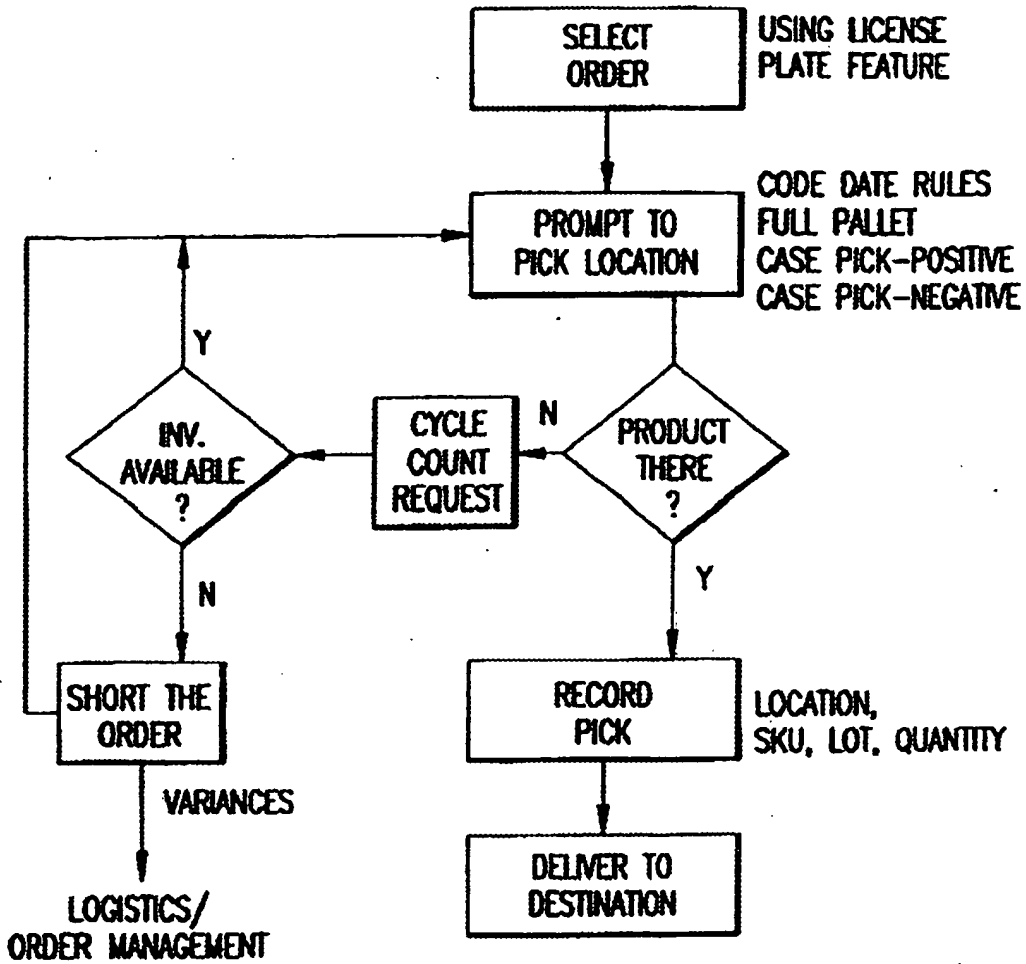 SELECT
ORDER
USING LICENSE
PLATE FEATURE
PROMPT TO
PICK LOCATION
CODE DATE RULES
FULL PALLET
CASE PICK-POSITIVE
CASE PICK-NEGATIVE
Y
INV.
AVAILABLE
?
CYCLE
COUNT
REQUEST
N
PRODUCT
THERE
?
N
Y
SHORT THE
ORDER
RECORD
PICK
LOCATION,
SKU, LOT, QUANTITY
VARIANCES
LOGISTICS/
ORDER MANAGEMENT
DELIVER TO
DESTINATION